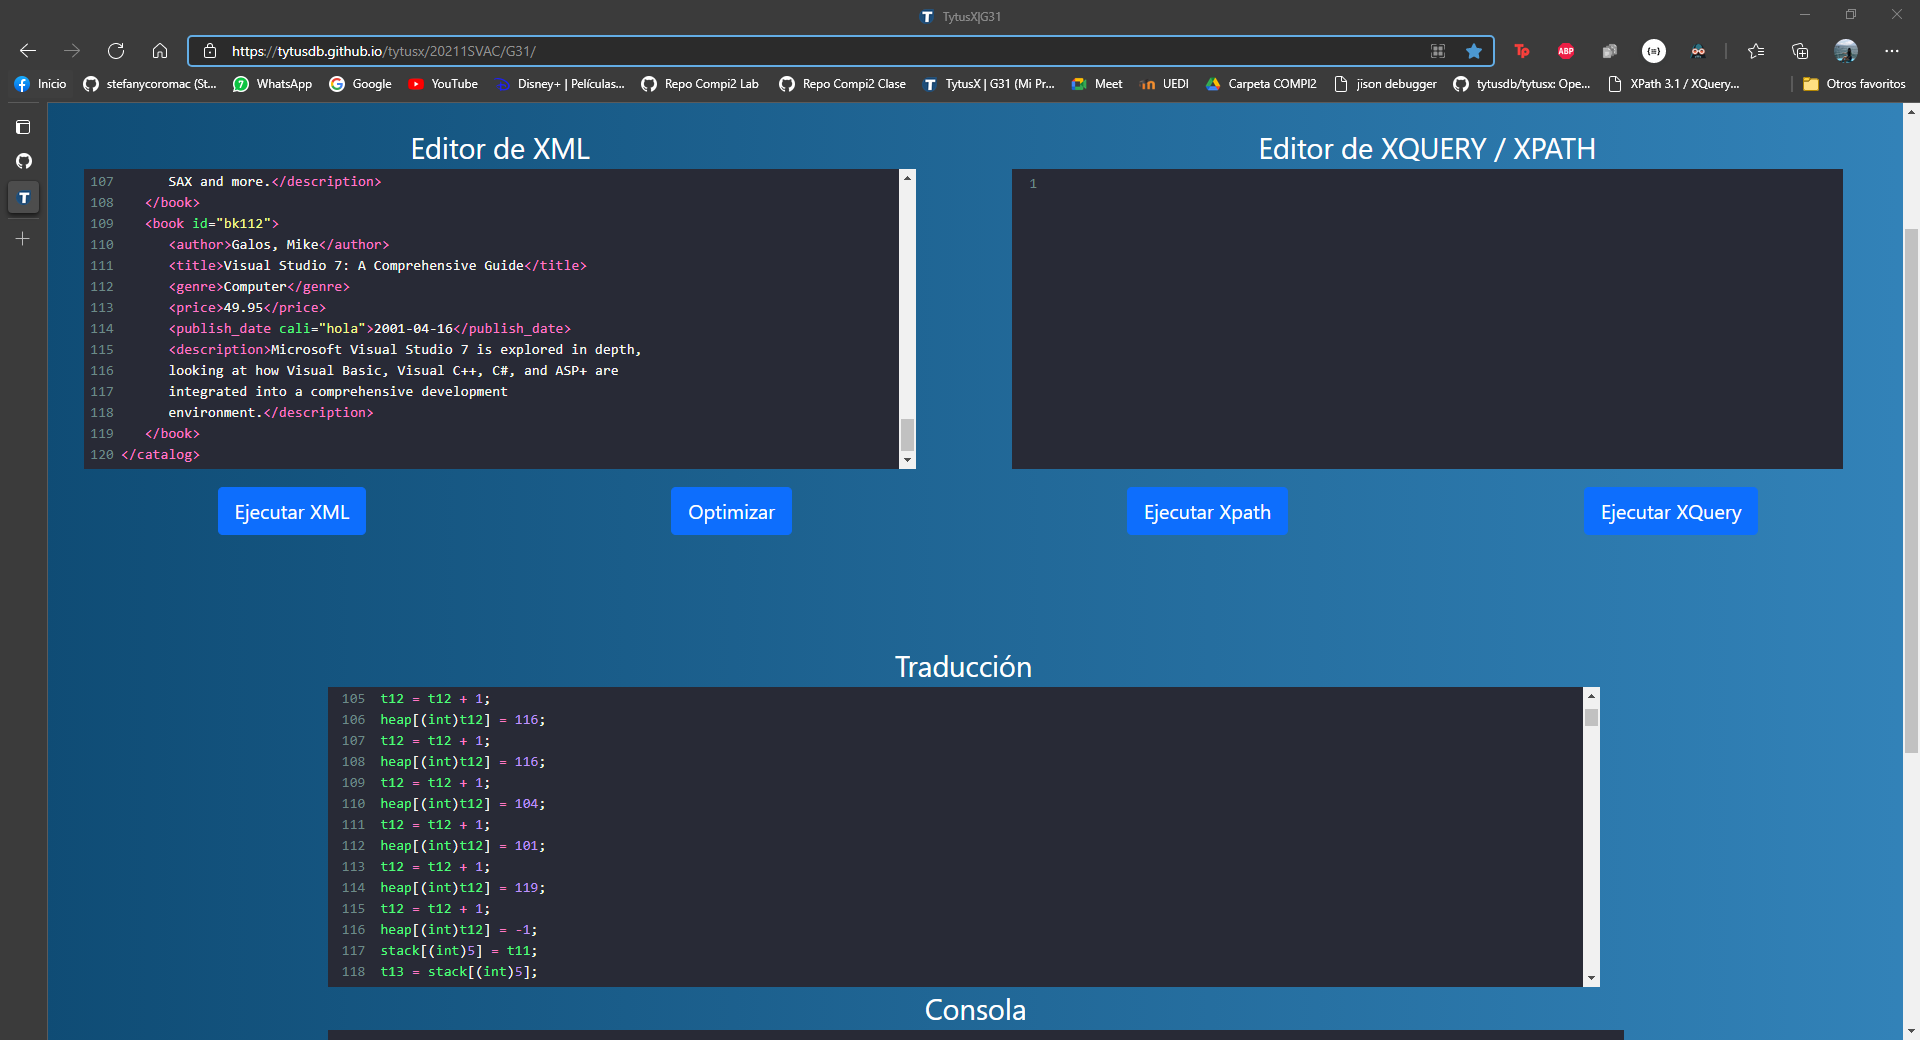 TytusX|G31
https://tytusdb.github.io/tytusx/20211SVAC/G31/
Inicio
stefanycoromac (St...
WhatsApp
Google
YouTube
Disney+ | Películas...
Repo Compi2 Lab
Repo Compi2 Clase
TytusX | G31 (Mi Pr...
Meet
UEDI
Carpeta COMPI2
jison debugger
tytusdb/tytusx: Ope...
XPath 3.1 / XQuery...
Otros favoritos
Editor de XML
107 SAX and more.</description>
108 </book>
109 <book id="bk112">
110 <author>Galos, Mike</author>
111 <title>Visual Studio 7: A Comprehensive Guide</title>
112 <genre>Computer</genre>
113 <price>49.95</price>
114 <publish_date cali="hola">2001-04-16</publish_date>
115 <description>Microsoft Visual Studio 7 is explored in depth,
116 looking at how Visual Basic, Visual C++, C#, and ASP+ are
117 integrated into a comprehensive development
118 environment.</description>
119 </book>
120 </catalog>
Ejecutar XML
Optimizar
Editor de XQUERY / XPATH
1
Ejecutar Xpath
Ejecutar XQuery
Traducción
105 t12 = t12 + 1;
106 heap[(int)t12] = 116;
107 t12 = t12 + 1;
108 heap[(int)t12] = 116;
109 t12 = t12 + 1;
110 heap[(int)t12] = 104;
111 t12 = t12 + 1;
112 heap[(int)t12] = 101;
113 t12 = t12 + 1;
114 heap[(int)t12] = 119;
115 t12 = t12 + 1;
116 heap[(int)t12] = -1;
117 stack[(int)5] = t11;
118 t13 = stack[(int)5];
Consola